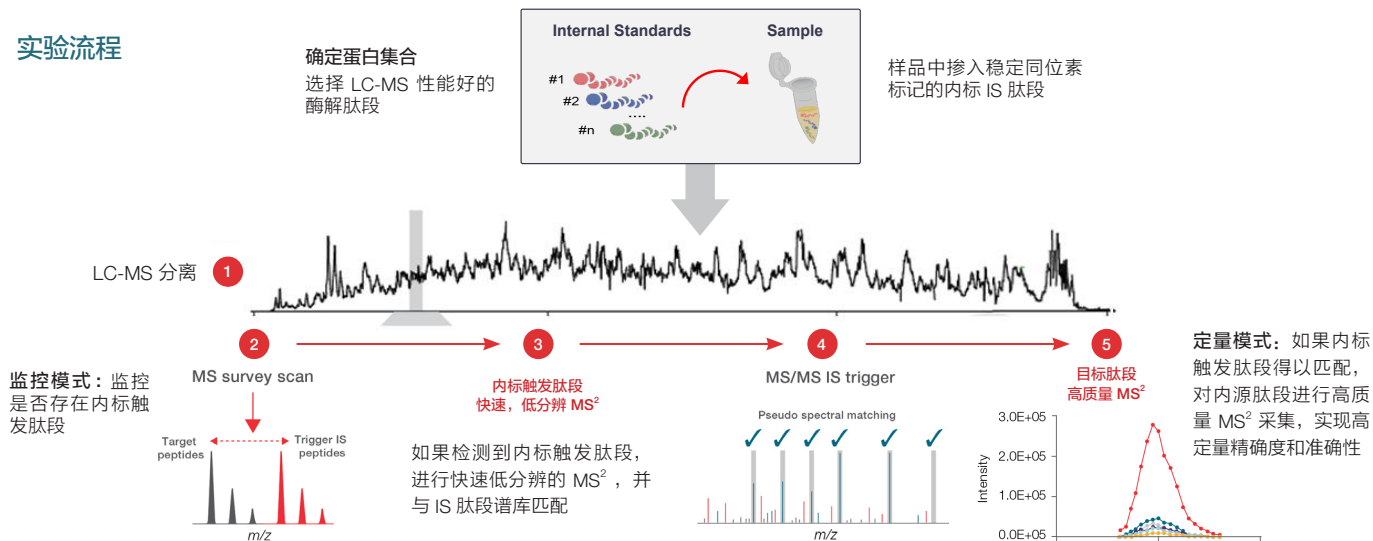 实验流程
确定蛋白集合
选择 LC-MS 性能好的
酶解肽段
Internal Standards
Sample
#1
#2
....
#n
样品中掺入稳定同位素
标记的内标 IS 肽段
LC-MS 分离
1
2
3
4
5
监控模式：监控
是否存在内标触
发肽段
MS survey scan
Target
peptides
Trigger IS
peptides
m/z
内标触发肽段
快速，低分辨 MS²
如果检测到内标触发肽段，
进行快速低分辨的 MS² ，并
与 IS 肽段谱库匹配
MS/MS IS trigger
Pseudo spectral matching
m/z
目标肽段
高质量 MS²
3.0E+05
2.0E+05
1.0E+05
0.0E+05
Intensity
定量模式：如果内标
触发肽段得以匹配，
对内源肽段进行高质
量 MS² 采集，实现高
定量精确度和准确性